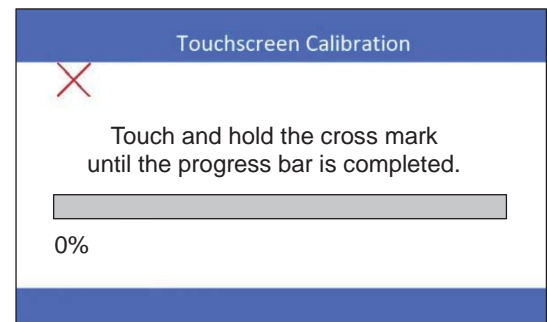 Touchscreen Calibration
Touch and hold the cross mark
until the progress bar is completed.
0%